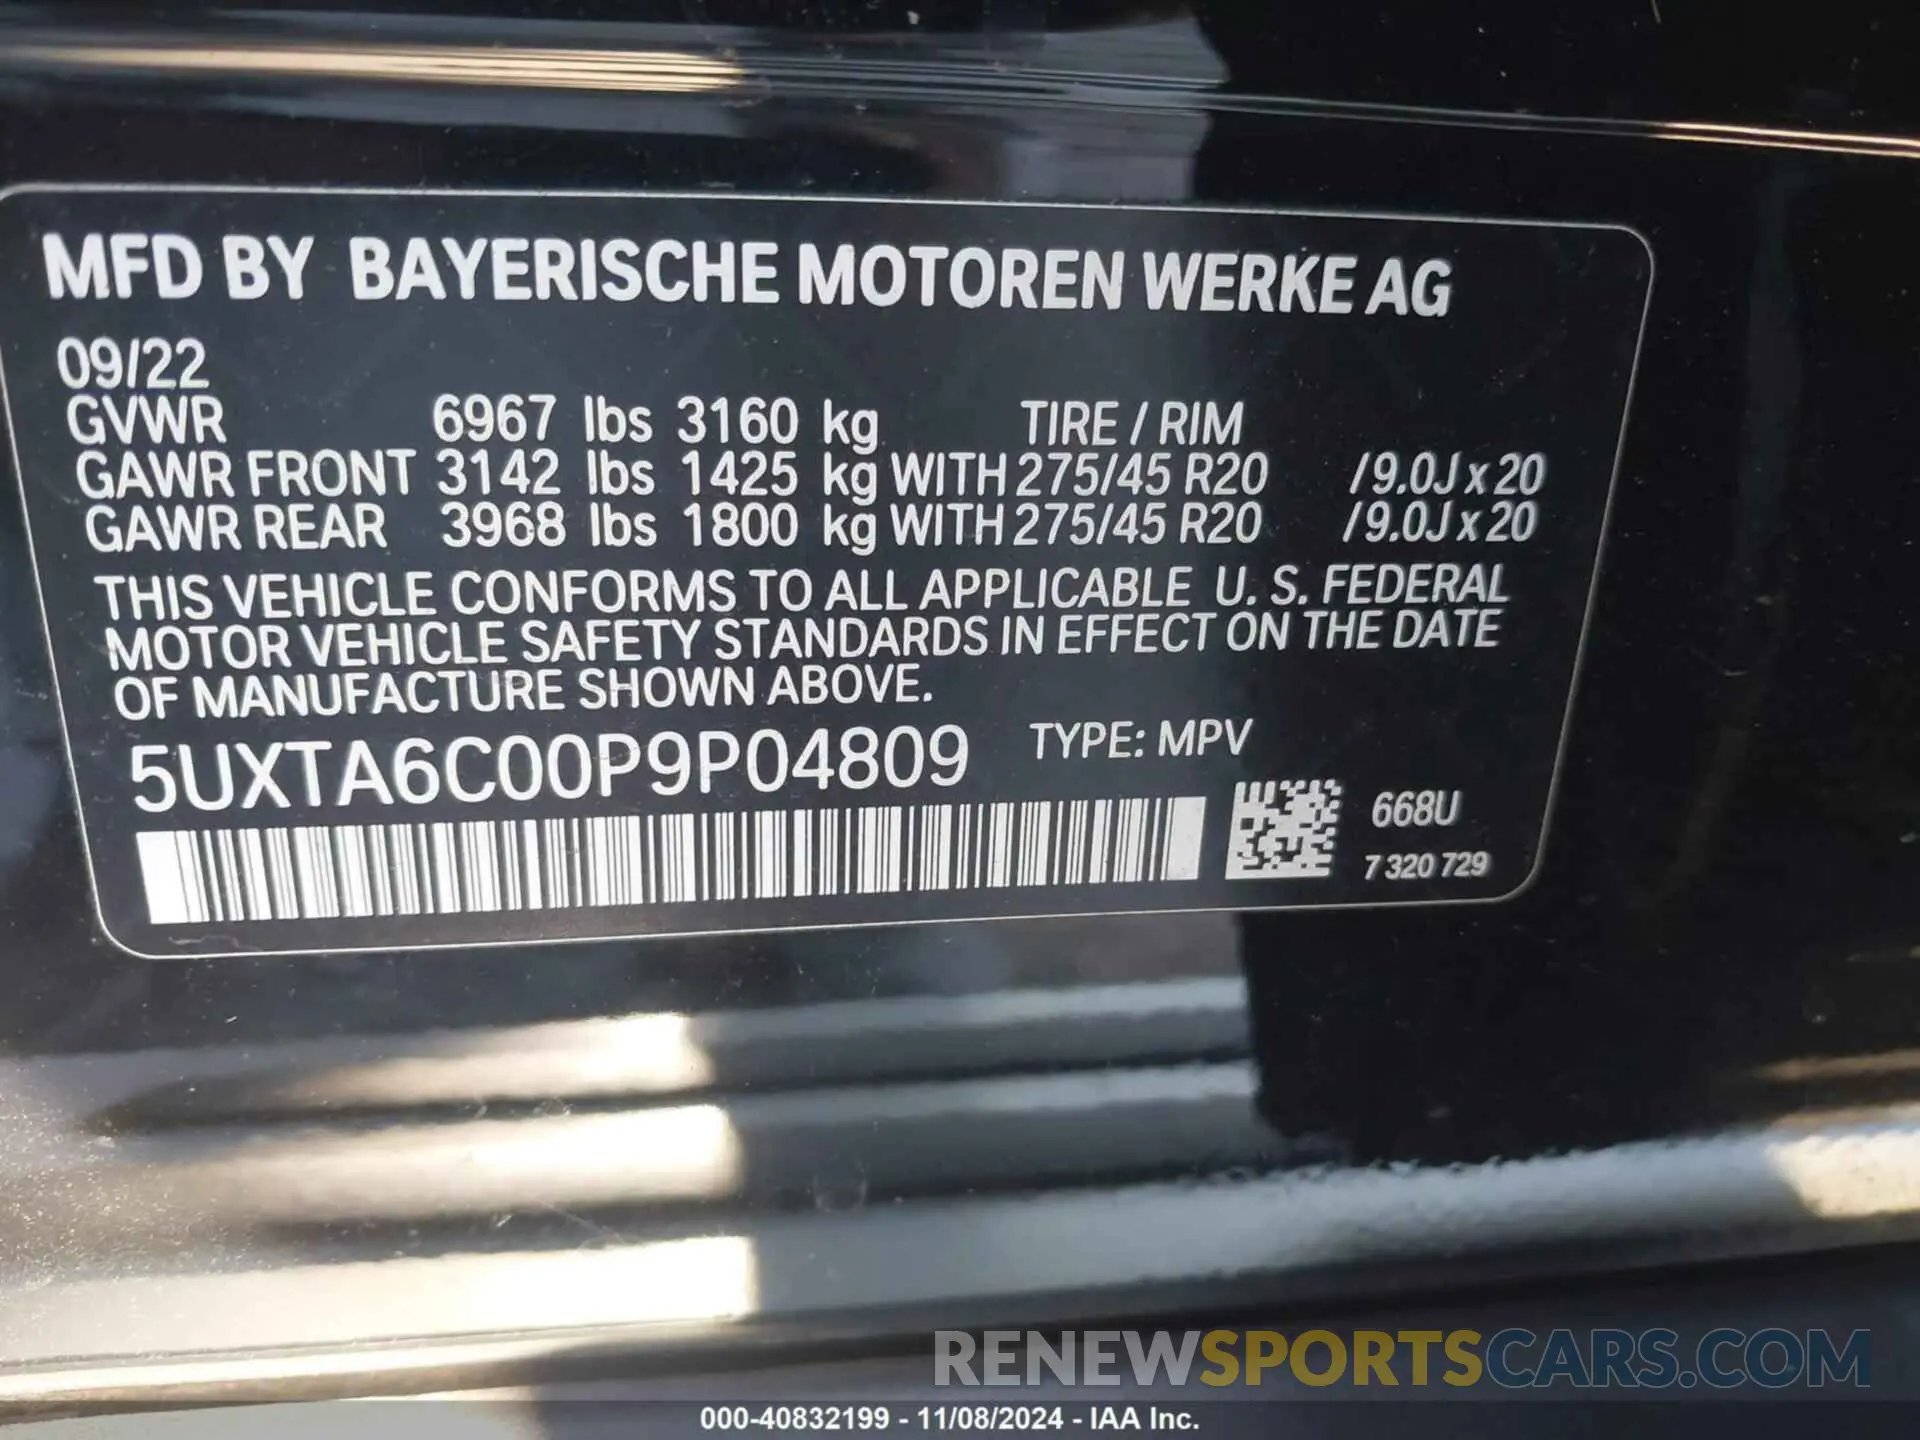 MFD BY BAYERISCHE MOTOREN WERKE AG
09/22
GVWR 6967 lbs 3160 kg TIRE / RIM
GAWR FRONT 3142 lbs 1425 kg WITH 275/45 R20 /9.0J x 20
GAWR REAR 3968 lbs 1800 kg WITH 275/45 R20 /9.0J x 20
THIS VEHICLE CONFORMS TO ALL APPLICABLE U. S. FEDERAL
MOTOR VEHICLE SAFETY STANDARDS IN EFFECT ON THE DATE
OF MANUFACTURE SHOWN ABOVE.
5UXTA6C00P9P04809 TYPE: MPV
668U
7 320 729
RENEWSPORTSCARS.COM
000-40832199 - 11/08/2024 - IAA Inc.